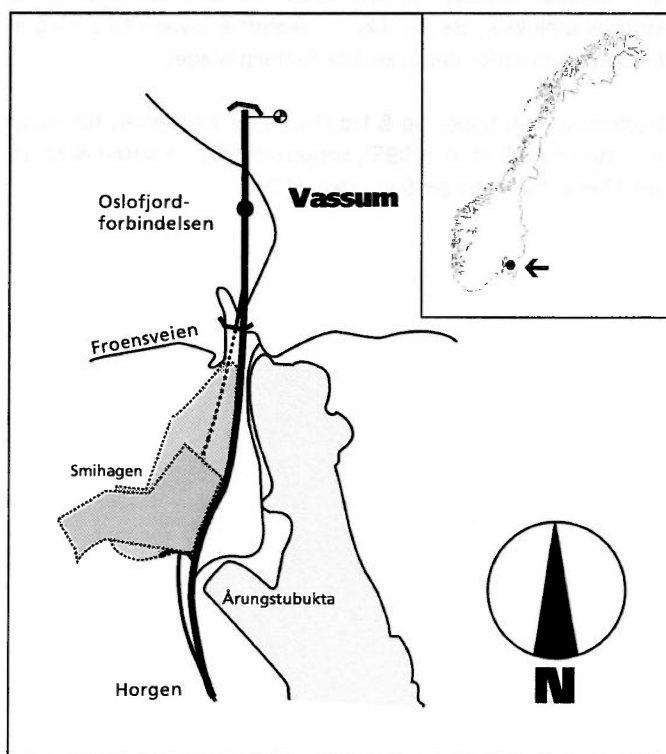 Oslofjord-
forbindelsen
Vassum
Froensveien
Smihagen
Årungstubukta
Horgen
N